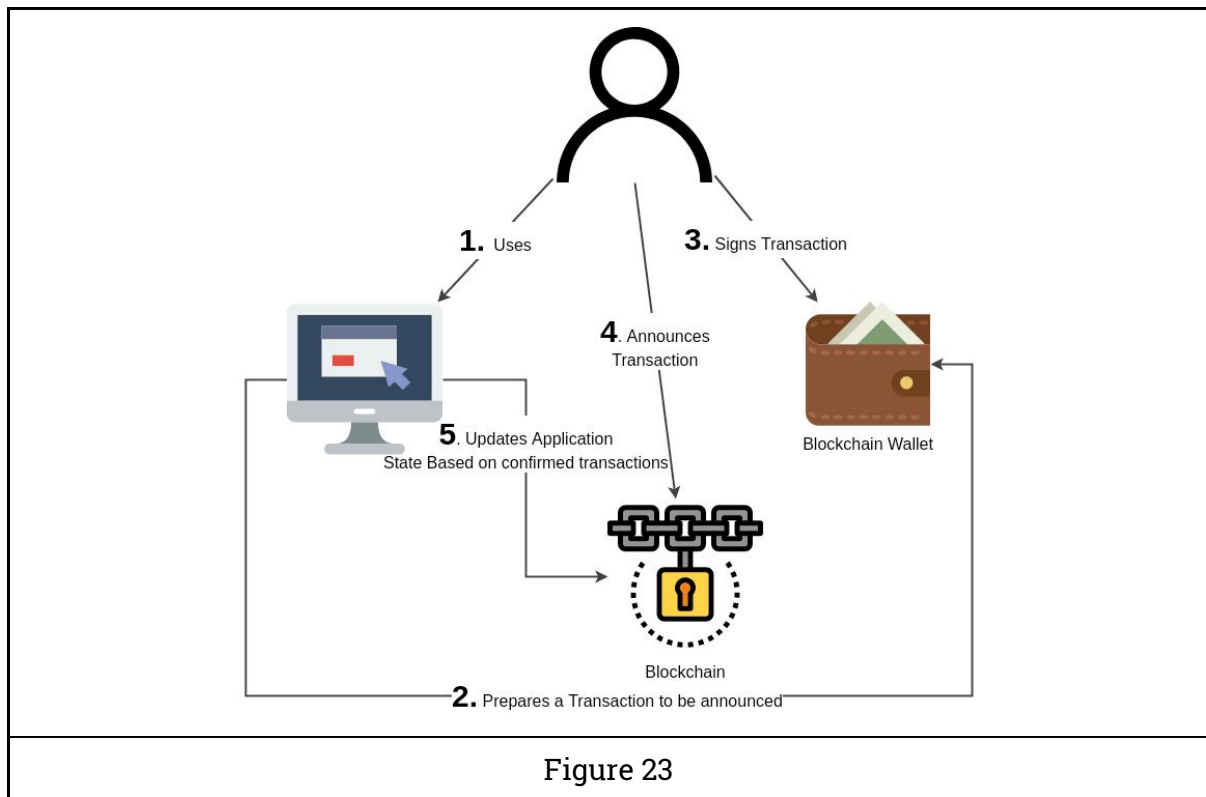 1. Uses
3. Signs Transaction
4. Announces
Transaction
5. Updates Application
State Based on confirmed transactions
Blockchain Wallet
Blockchain
2. Prepares a Transaction to be announced
Figure 23